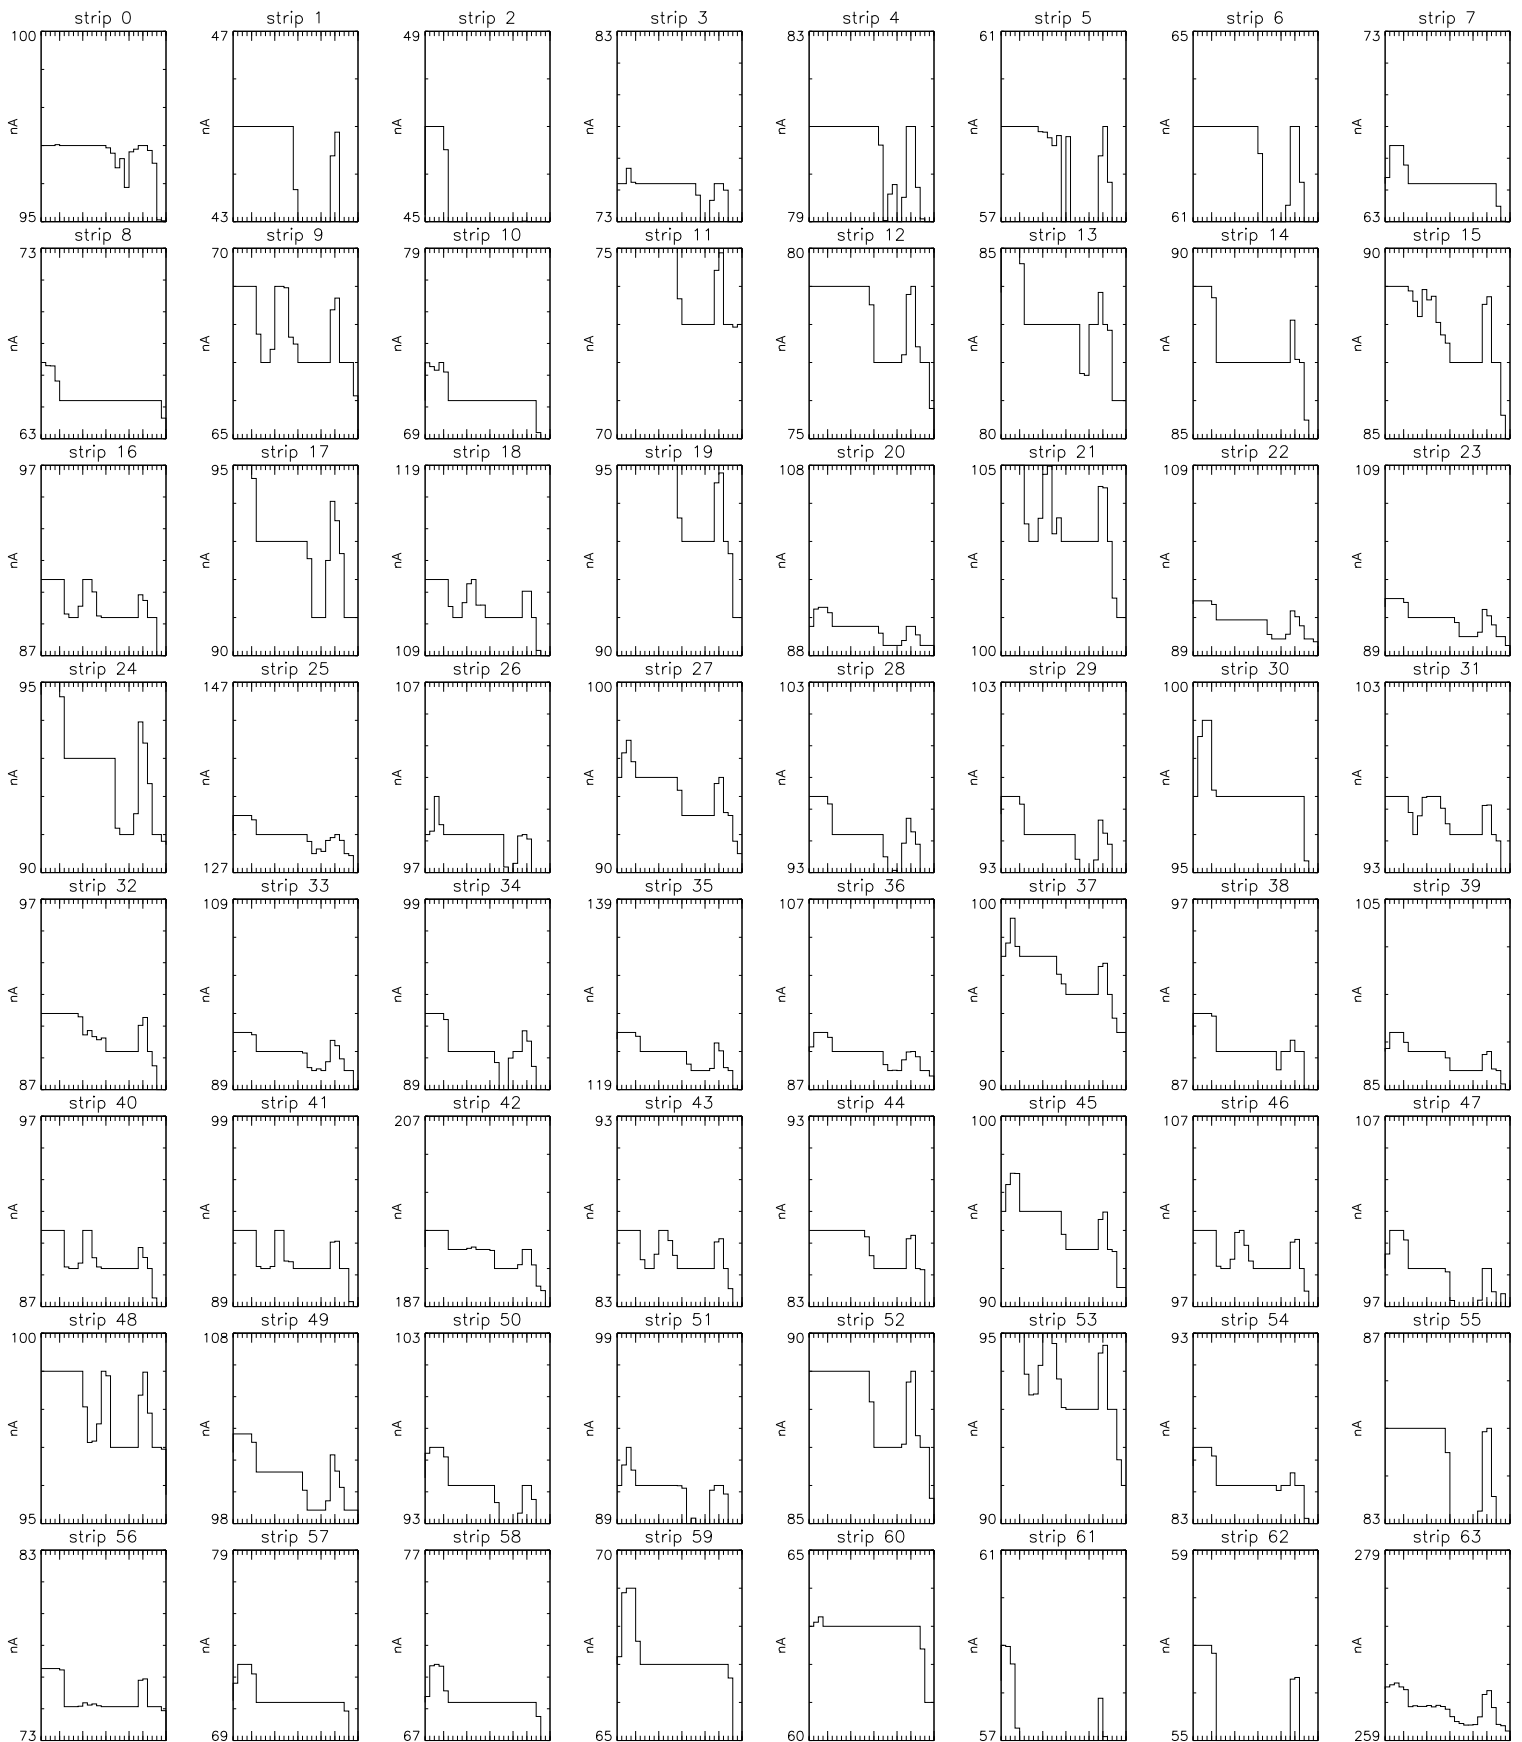 strip 0 strip 1 strip 2 strip 3 strip 4 strip 5 strip 6 strip 7
100 47 49 83 83 61 65 73
nA nA nA nA nA nA nA nA
95 43 45 73 79 57 61 63
strip 8 strip 9 strip 10 strip 11 strip 12 strip 13 strip 14 strip 15
73 70 79 75 80 85 90 90
nA nA nA nA nA nA nA nA
63 65 69 70 75 80 85 85
strip 16 strip 17 strip 18 strip 19 strip 20 strip 21 strip 22 strip 23
97 95 119 95 108 105 109 109
nA nA nA nA nA nA nA nA
87 90 109 90 88 100 89 89
strip 24 strip 25 strip 26 strip 27 strip 28 strip 29 strip 30 strip 31
95 147 107 100 103 103 100 103
nA nA nA nA nA nA nA nA
90 127 97 90 93 93 95 93
strip 32 strip 33 strip 34 strip 35 strip 36 strip 37 strip 38 strip 39
97 109 99 139 107 100 97 105
nA nA nA nA nA nA nA nA
87 89 89 119 87 90 87 85
strip 40 strip 41 strip 42 strip 43 strip 44 strip 45 strip 46 strip 47
97 99 207 93 93 100 107 107
nA nA nA nA nA nA nA nA
87 89 187 83 83 90 97 97
strip 48 strip 49 strip 50 strip 51 strip 52 strip 53 strip 54 strip 55
100 108 103 99 90 95 93 87
nA nA nA nA nA nA nA nA
95 98 93 89 85 90 83 83
strip 56 strip 57 strip 58 strip 59 strip 60 strip 61 strip 62 strip 63
83 79 77 70 65 61 59 279
nA nA nA nA nA nA nA nA
73 69 67 65 60 57 55 259